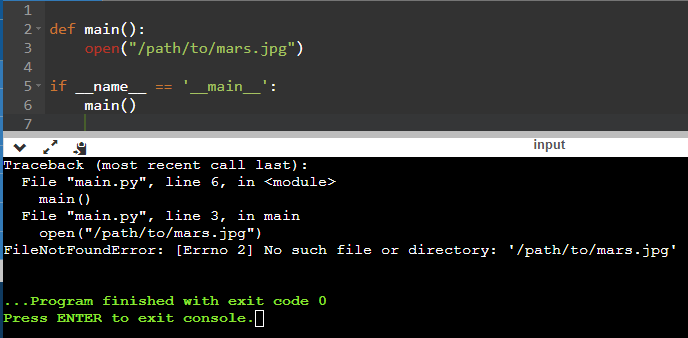 1
2 def main():
3     open("/path/to/mars.jpg")
4
5 if __name__ == '__main__':
6     main()
7
input
Traceback (most recent call last):
  File "main.py", line 6, in <module>
    main()
  File "main.py", line 3, in main
    open("/path/to/mars.jpg")
FileNotFoundError: [Errno 2] No such file or directory: '/path/to/mars.jpg'
...Program finished with exit code 0
Press ENTER to exit console.